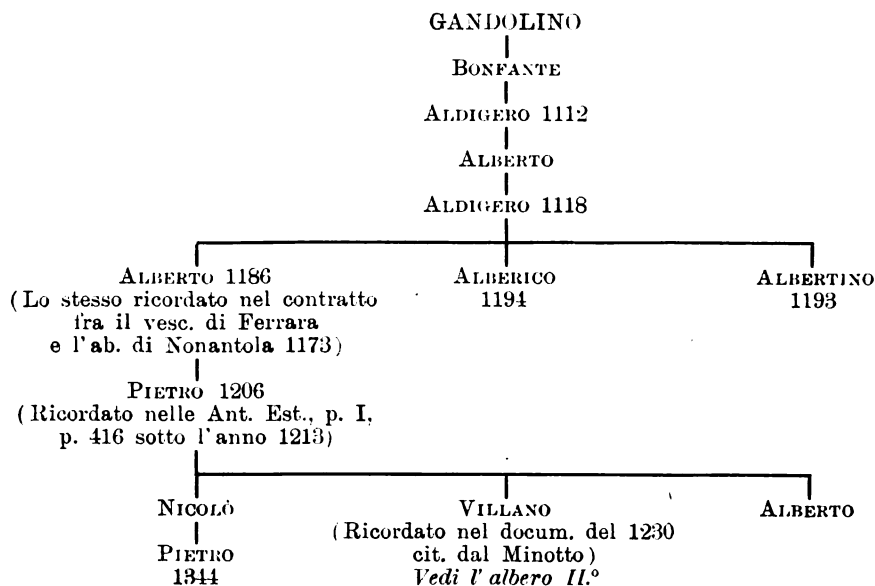 GANDOLINO
BONFANTE
ALDIGERO 1112
ALBERTO
ALDIGERO 1118
ALBERTO 1186
(Lo stesso ricordato nel contratto
fra il vesc. di Ferrara
e l'ab. di Nonantola 1173)
ALBERICO
1194
ALBERTINO
1193
PIETRO 1206
(Ricordato nelle Ant. Est., p. I,
p. 416 sotto l'anno 1213)
NICOLÒ
PIETRO
1344
VILLANO
(Ricordato nel docum. del 1230
cit. dal Minotto)
Vedi l'albero II.°
ALBERTO